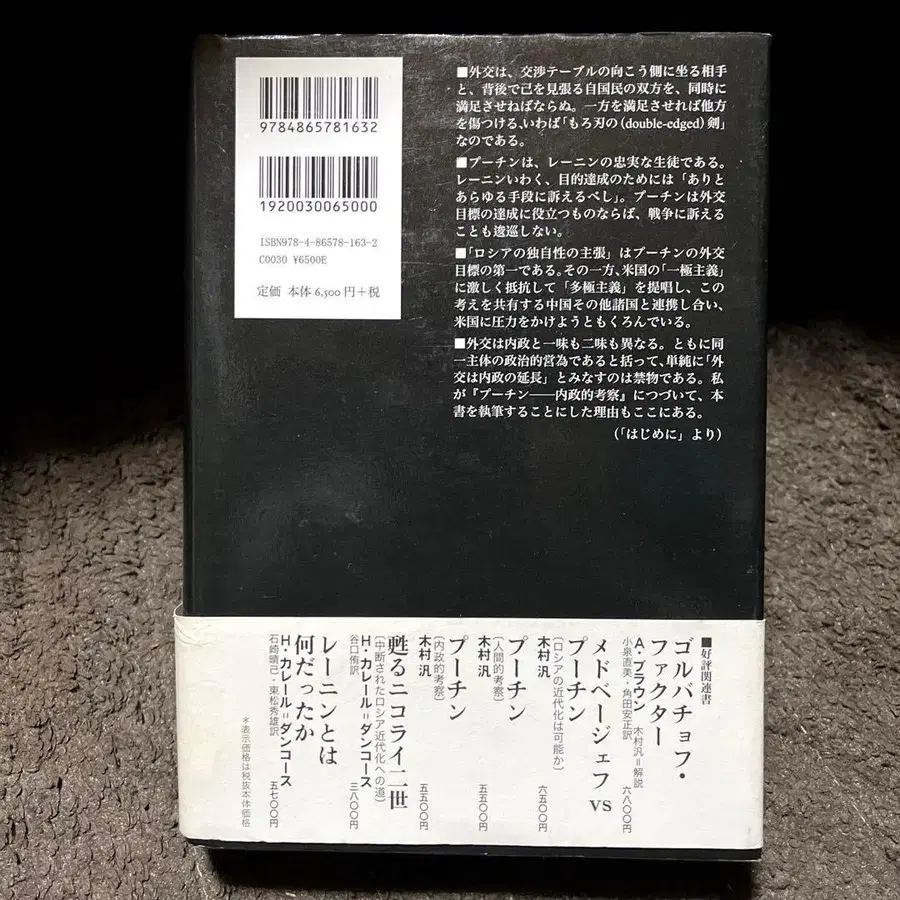 9784865781632
1920030065000
ISBN978-4-86578-163-2
C0030 ¥6500E
定価 本体 6,500円+税
■外交は、交渉テーブルの向こう側に坐る相手
と、背後で己を見張る自国民の双方を、同時に
満足させねばならぬ。一方を満足させれば他方
を傷つける、いわば「もろ刃の(double-edged)剣」
なのである。
■プーチンは、レーニンの忠実な生徒である。
レーニンいわく、目的達成のためには「ありと
あらゆる手段に訴えるべし」。プーチンは外交
目標の達成に役立つものならば、戦争に訴える
ことも逡巡しない。
■「ロシアの独自性の主張」はプーチンの外交
目標の第一である。その一方、米国の「一極主義」
に激しく抵抗して「多極主義」を提唱し、この
考えを共有する中国その他諸国と連携し合い、
米国に圧力をかけようともくろんでいる。
■外交は内政と一味も二味も異なる。ともに同
一主体の政治的営為であると括って、単純に「外
交は内政の延長」とみなすのは禁物である。私
が『プーチン――内政的考察』につづいて、本
書を執筆することにした理由もここにある。
(「はじめに」より)
■好評関連書
ゴルバチョフ・
ファクター
A・ブラウン 木村汎=解説
小泉直美・角田安正訳 六八〇〇円
メドベージェフ vs
プーチン
〔ロシアの近代化は可能か〕
木村汎 六五〇〇円
プーチン
〔人間的考察〕
木村汎 五五〇〇円
プーチン
〔内政的考察〕
木村汎 五五〇〇円
甦るニコライ二世
〔中断されたロシア近代化への道〕
H・カレール=ダンコース
谷口侑訳 三八〇〇円
レーニンとは
何だったか
H・カレール=ダンコース
石崎晴己・東松秀雄訳 五七〇〇円
*表示価格は税抜本体価格